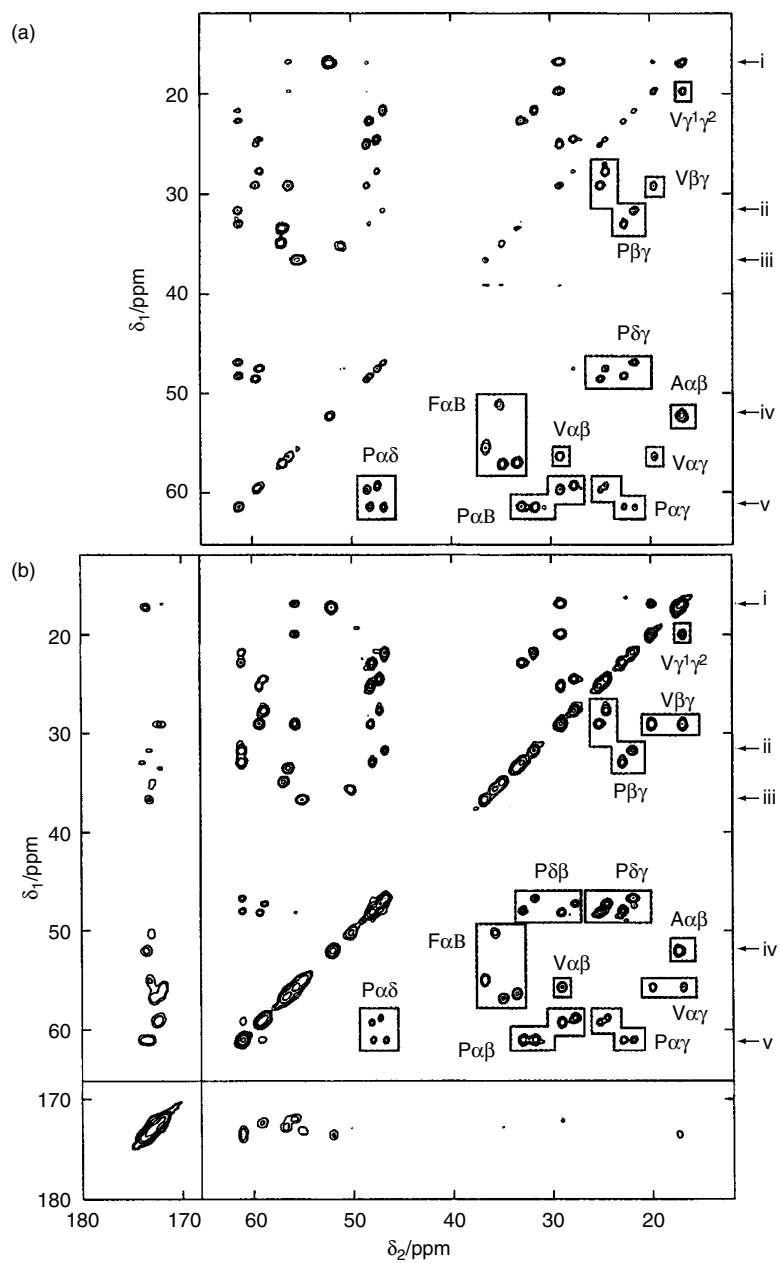 (a)
i
20
Vγ¹γ²
30
Vβγ
ii
Pβγ
iii
40
δ₁/ppm
Pδγ
50
FαB
Aαβ
iv
Vαβ
Vαγ
Pαδ
60
PαB
Pαγ
v
(b)
i
20
Vγ¹γ²
Vβγ
30
ii
Pβγ
iii
40
δ₁/ppm
Pδβ
Pδγ
50
FαB
Aαβ
iv
Vαβ
Vαγ
Pαδ
60
Pαβ
Pαγ
v
170
180
180 170 60 50 40 30 20
δ₂/ppm